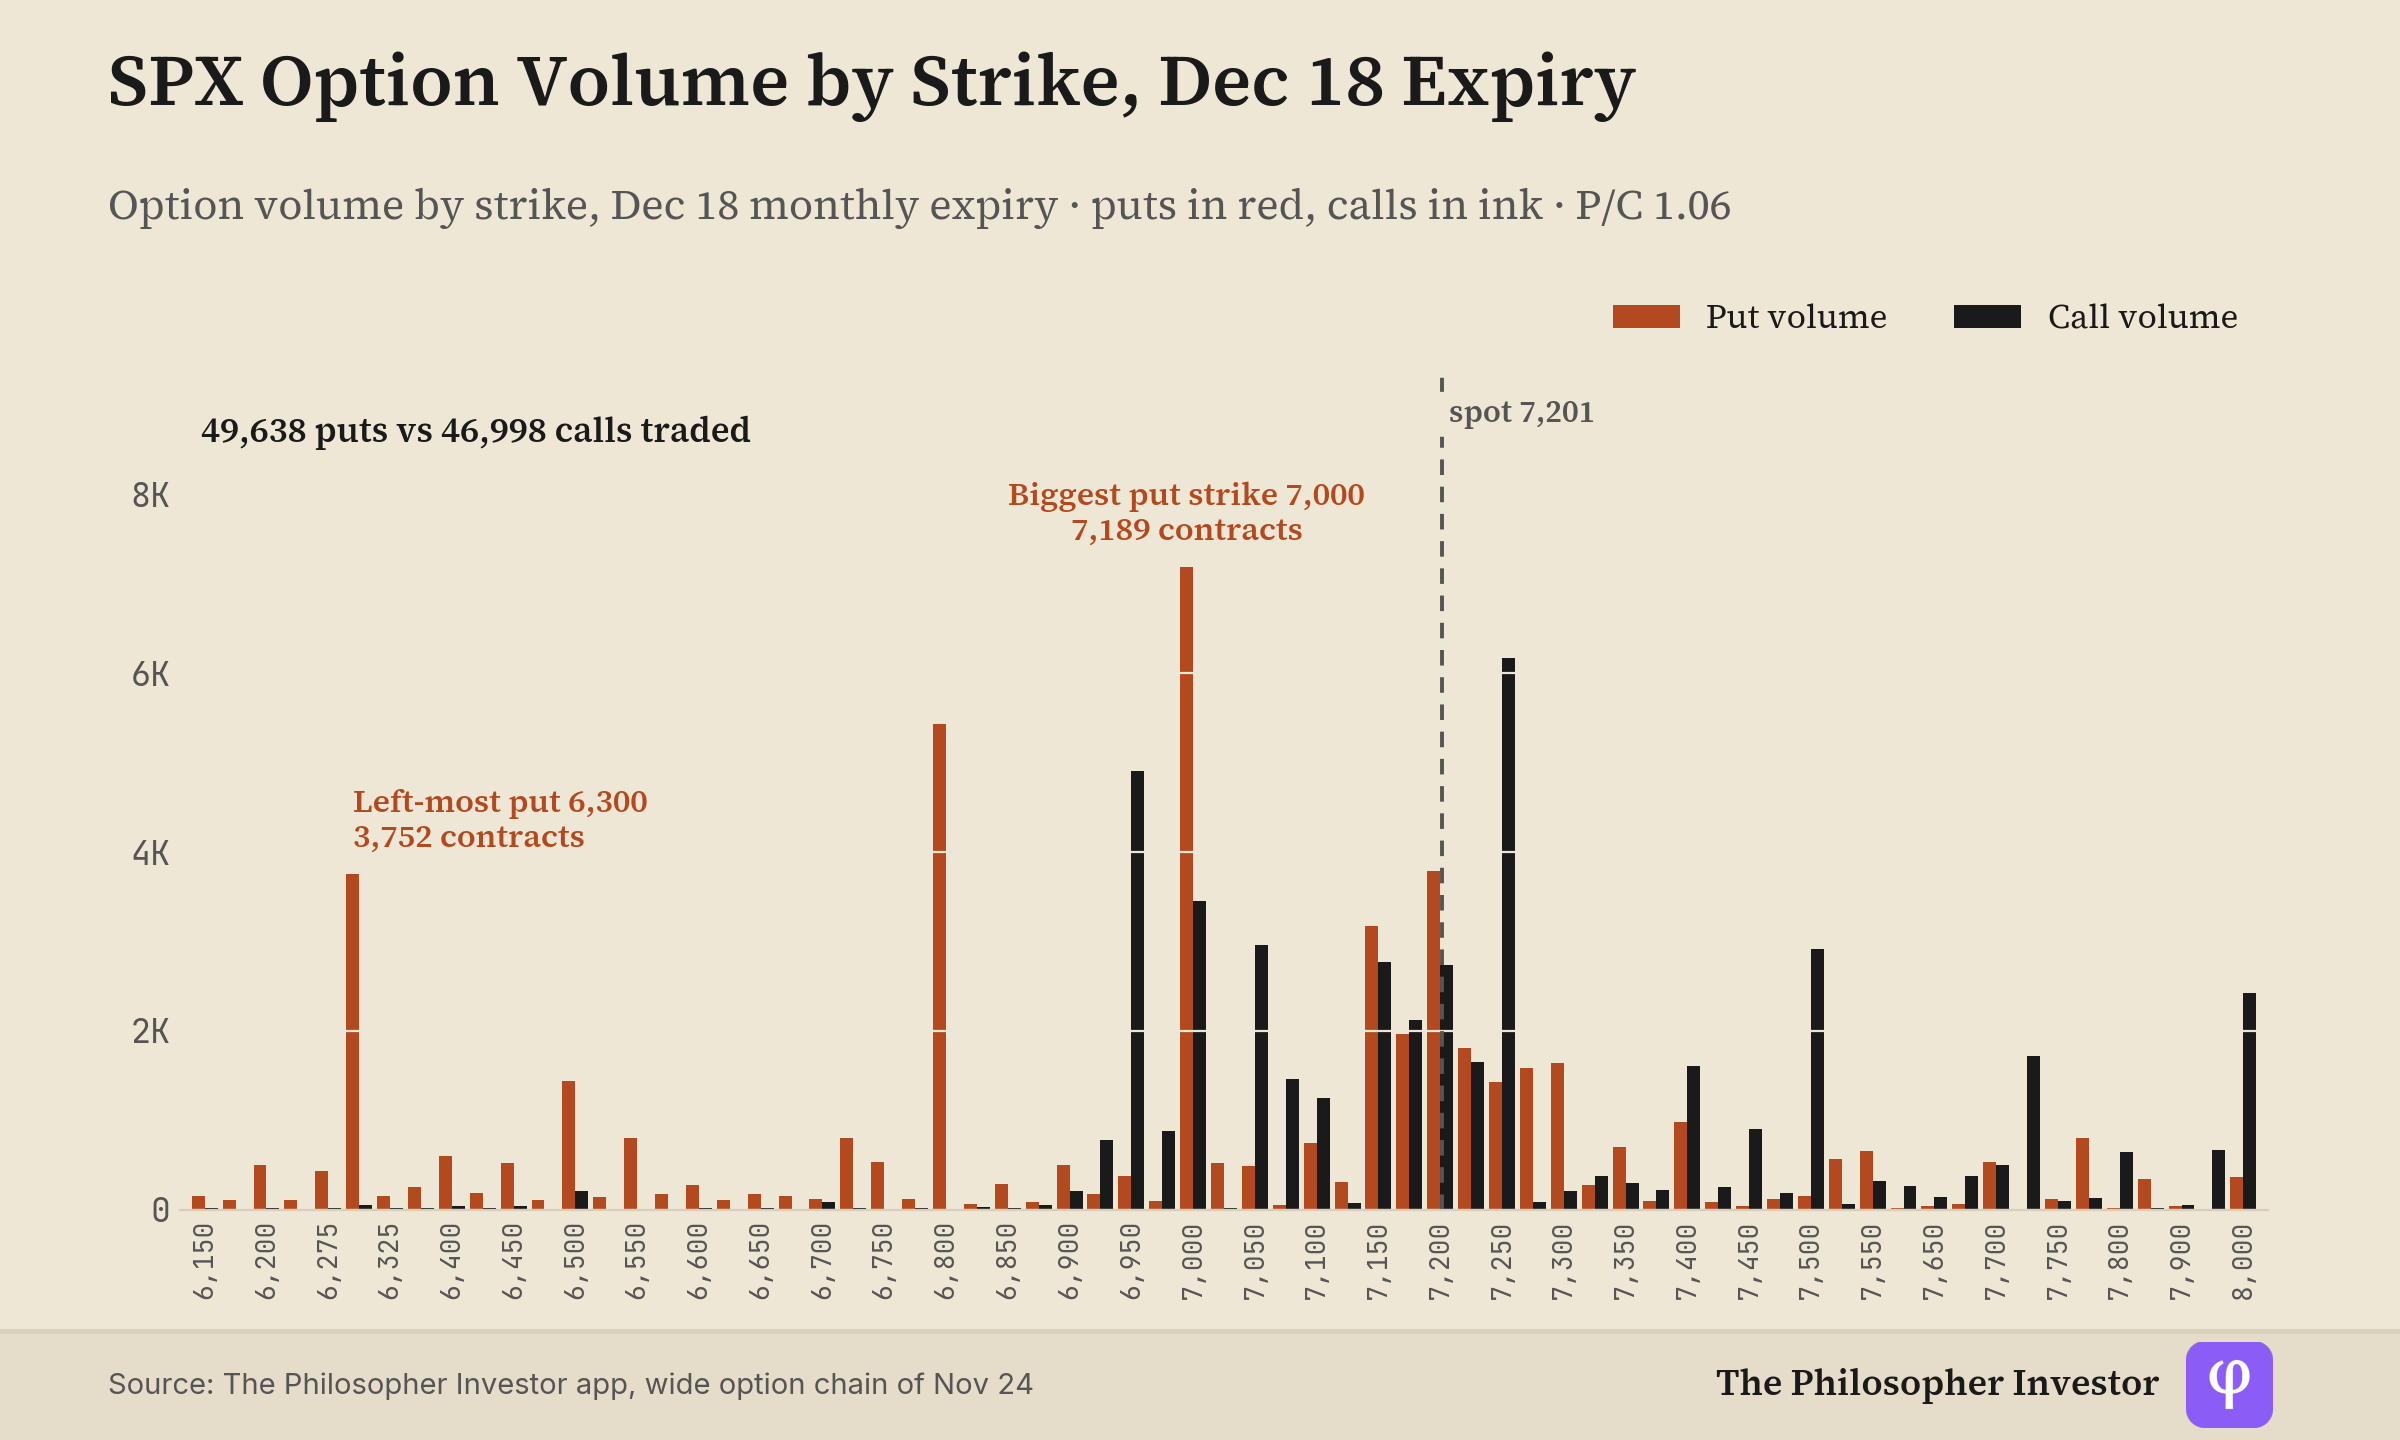 SPX Option Volume by Strike, Dec 18 Expiry
Option volume by strike, Dec 18 monthly expiry · puts in red, calls in ink · P/C 1.06
Put volume
Call volume
spot 7,201
49,638 puts vs 46,998 calls traded
8K
Biggest put strike 7,000
7,189 contracts
6K
Left-most put 6,300
3,752 contracts
4K
2K
0
6,150
6,200
6,275
6,325
6,400
6,450
6,500
6,550
6,600
6,650
6,700
6,750
6,800
6,850
6,900
6,950
7,000
7,050
7,100
7,150
7,200
7,250
7,300
7,350
7,400
7,450
7,500
7,550
7,650
7,700
7,750
7,800
7,900
8,000
Source: The Philosopher Investor app, wide option chain of Nov 24
The Philosopher Investor
φ